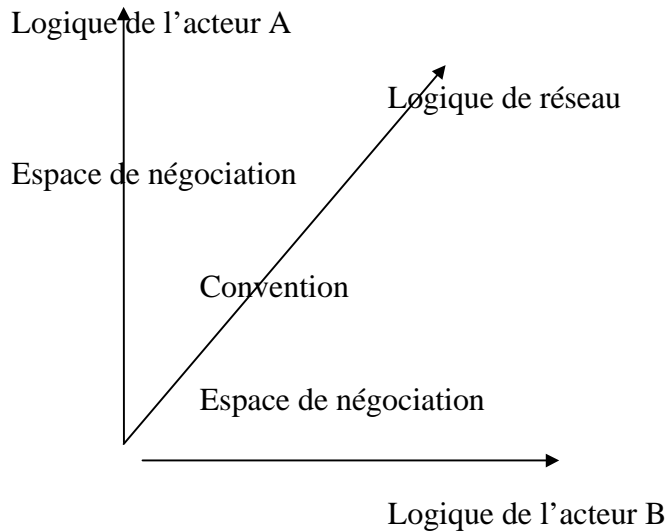 Logique de l’acteur A
Logique de réseau
Espace de négociation
Convention
Espace de négociation
Logique de l’acteur B